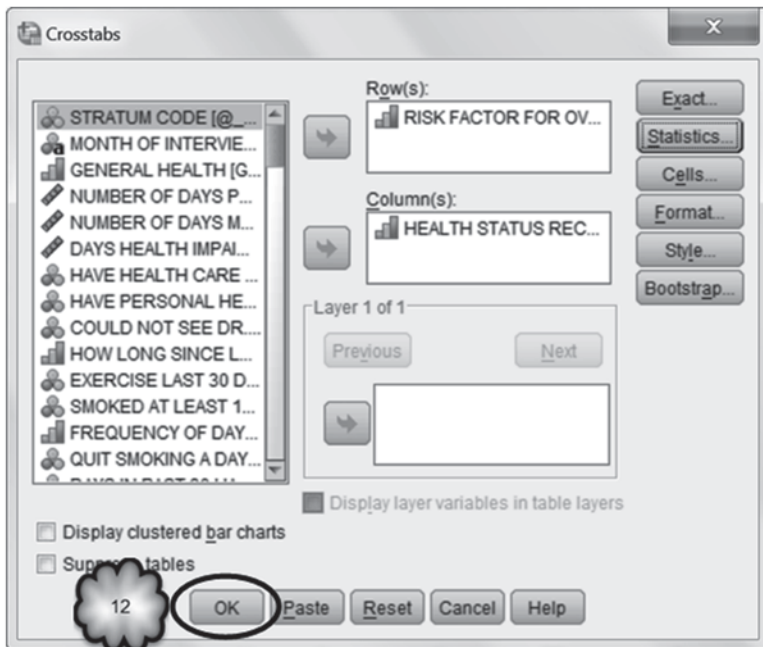 Crosstabs
X
STRATUM CODE [@_...
MONTH OF INTERVIE...
GENERAL HEALTH [G...
NUMBER OF DAYS P...
NUMBER OF DAYS M...
DAYS HEALTH IMPAI...
HAVE HEALTH CARE ...
HAVE PERSONAL HE...
COULD NOT SEE DR....
HOW LONG SINCE L...
EXERCISE LAST 30 D...
SMOKED AT LEAST 1...
FREQUENCY OF DAY...
QUIT SMOKING A DAY...
Row(s):
RISK FACTOR FOR OV...
Column(s):
HEALTH STATUS REC...
Layer 1 of 1
Previous
Next
Display layer variables in table layers
Exact...
Statistics...
Cells...
Format...
Style...
Bootstrap...
Display clustered bar charts
tables
12
OK
Paste
Reset
Cancel
Help